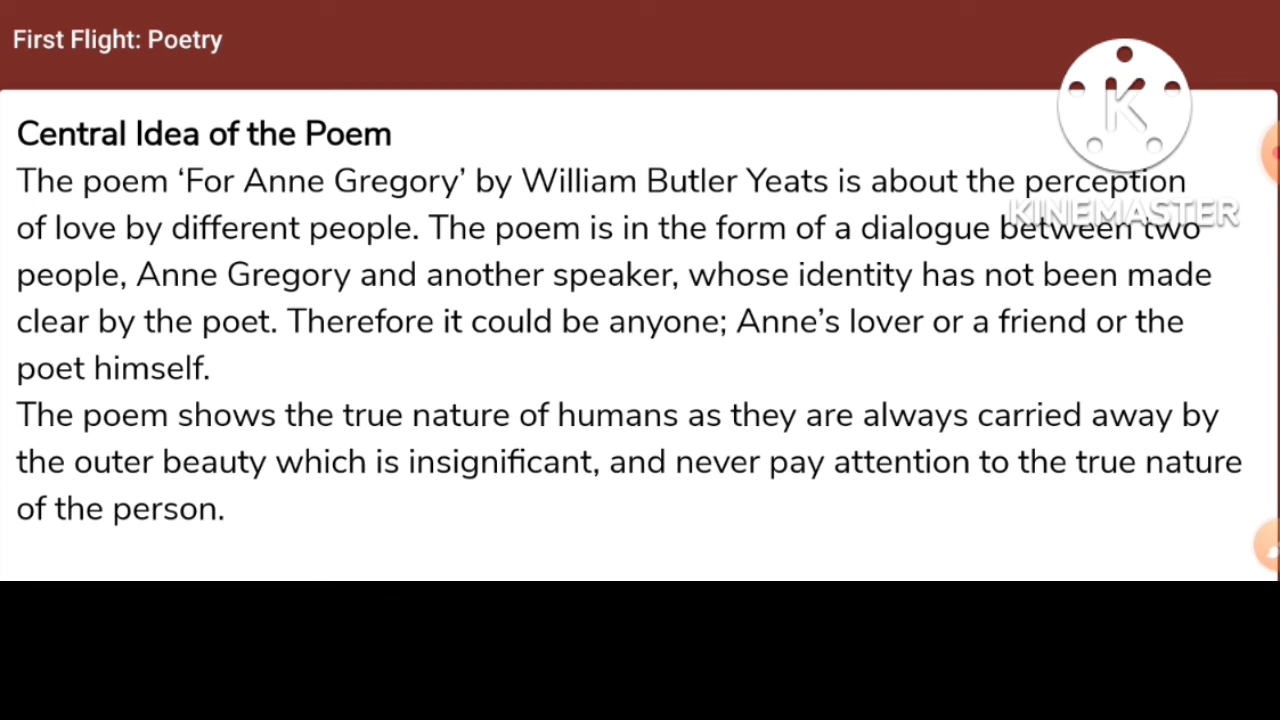 First Flight: Poetry
Central Idea of the Poem
The poem ‘For Anne Gregory’ by William Butler Yeats is about the perception
of love by different people. The poem is in the form of a dialogue between two
people, Anne Gregory and another speaker, whose identity has not been made
clear by the poet. Therefore it could be anyone; Anne’s lover or a friend or the
poet himself.
The poem shows the true nature of humans as they are always carried away by
the outer beauty which is insignificant, and never pay attention to the true nature
of the person.
K
KINEMASTER